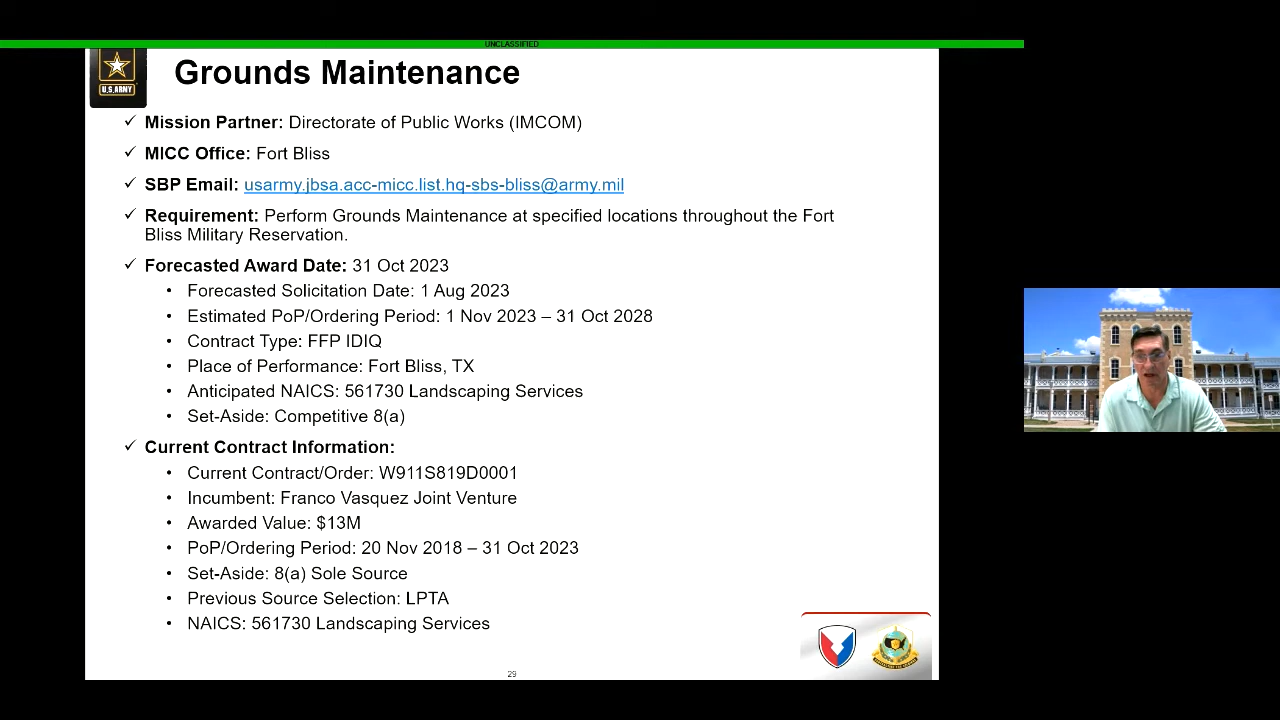 UNCLASSIFIED
U.S.ARMY
Grounds Maintenance
✓ Mission Partner: Directorate of Public Works (IMCOM)
✓ MICC Office: Fort Bliss
✓ SBP Email: usarmy.jbsa.acc-micc.list.hq-sbs-bliss@army.mil
✓ Requirement: Perform Grounds Maintenance at specified locations throughout the Fort
Bliss Military Reservation.
✓ Forecasted Award Date: 31 Oct 2023
• Forecasted Solicitation Date: 1 Aug 2023
• Estimated PoP/Ordering Period: 1 Nov 2023 – 31 Oct 2028
• Contract Type: FFP IDIQ
• Place of Performance: Fort Bliss, TX
• Anticipated NAICS: 561730 Landscaping Services
• Set-Aside: Competitive 8(a)
✓ Current Contract Information:
• Current Contract/Order: W911S819D0001
• Incumbent: Franco Vasquez Joint Venture
• Awarded Value: $13M
• PoP/Ordering Period: 20 Nov 2018 – 31 Oct 2023
• Set-Aside: 8(a) Sole Source
• Previous Source Selection: LPTA
• NAICS: 561730 Landscaping Services
29